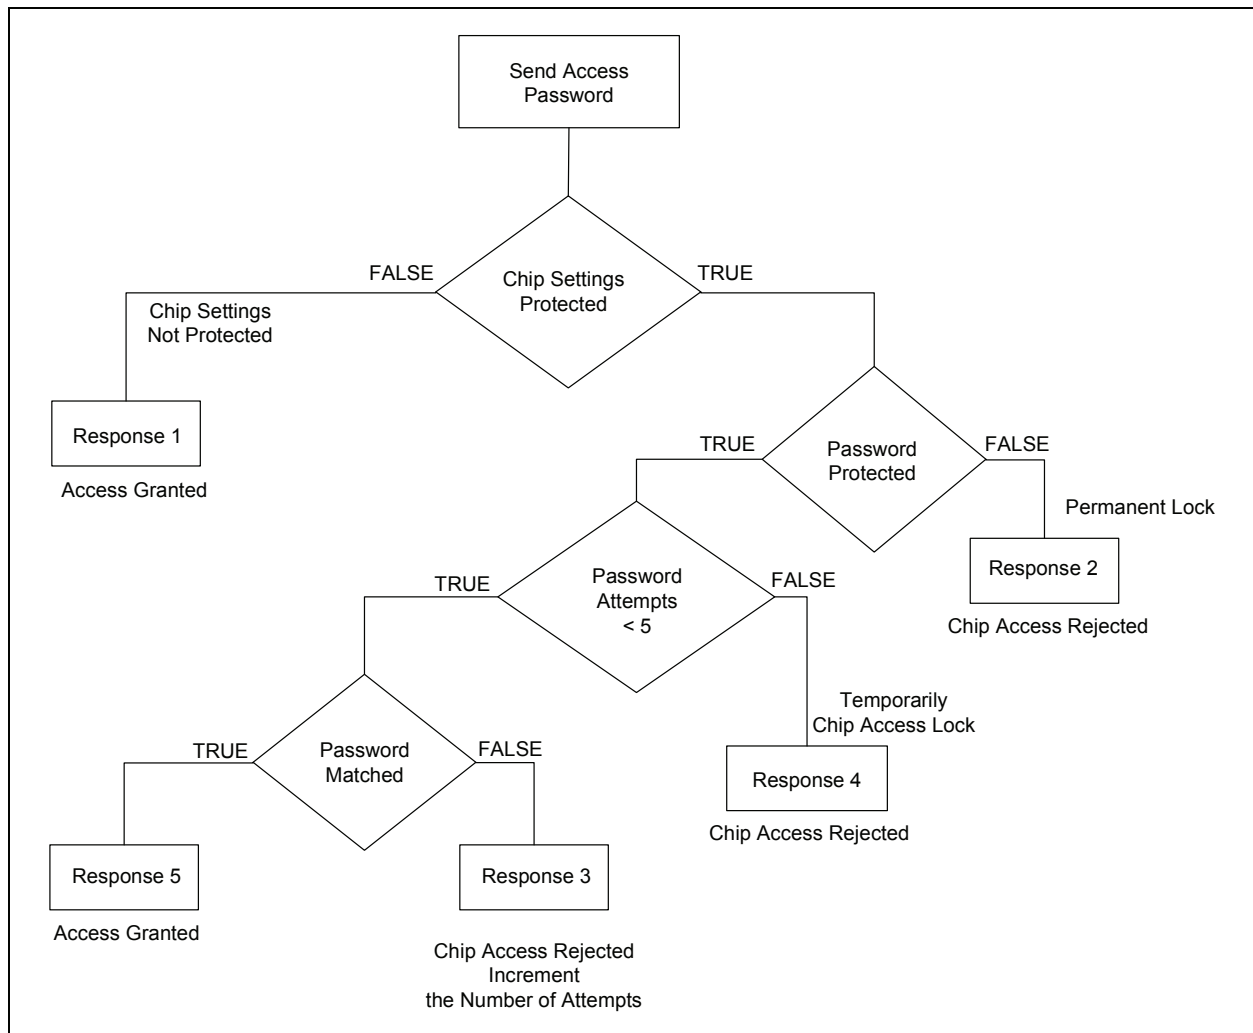 Send Access
Password
FALSE
Chip Settings
Protected
TRUE
Chip Settings
Not Protected
Response 1
Access Granted
TRUE
Password
Protected
FALSE
Permanent Lock
Response 2
Chip Access Rejected
TRUE
Password
Attempts
< 5
FALSE
Temporarily
Chip Access Lock
Response 4
Chip Access Rejected
TRUE
Password
Matched
FALSE
Response 5
Access Granted
Response 3
Chip Access Rejected
Increment
the Number of Attempts